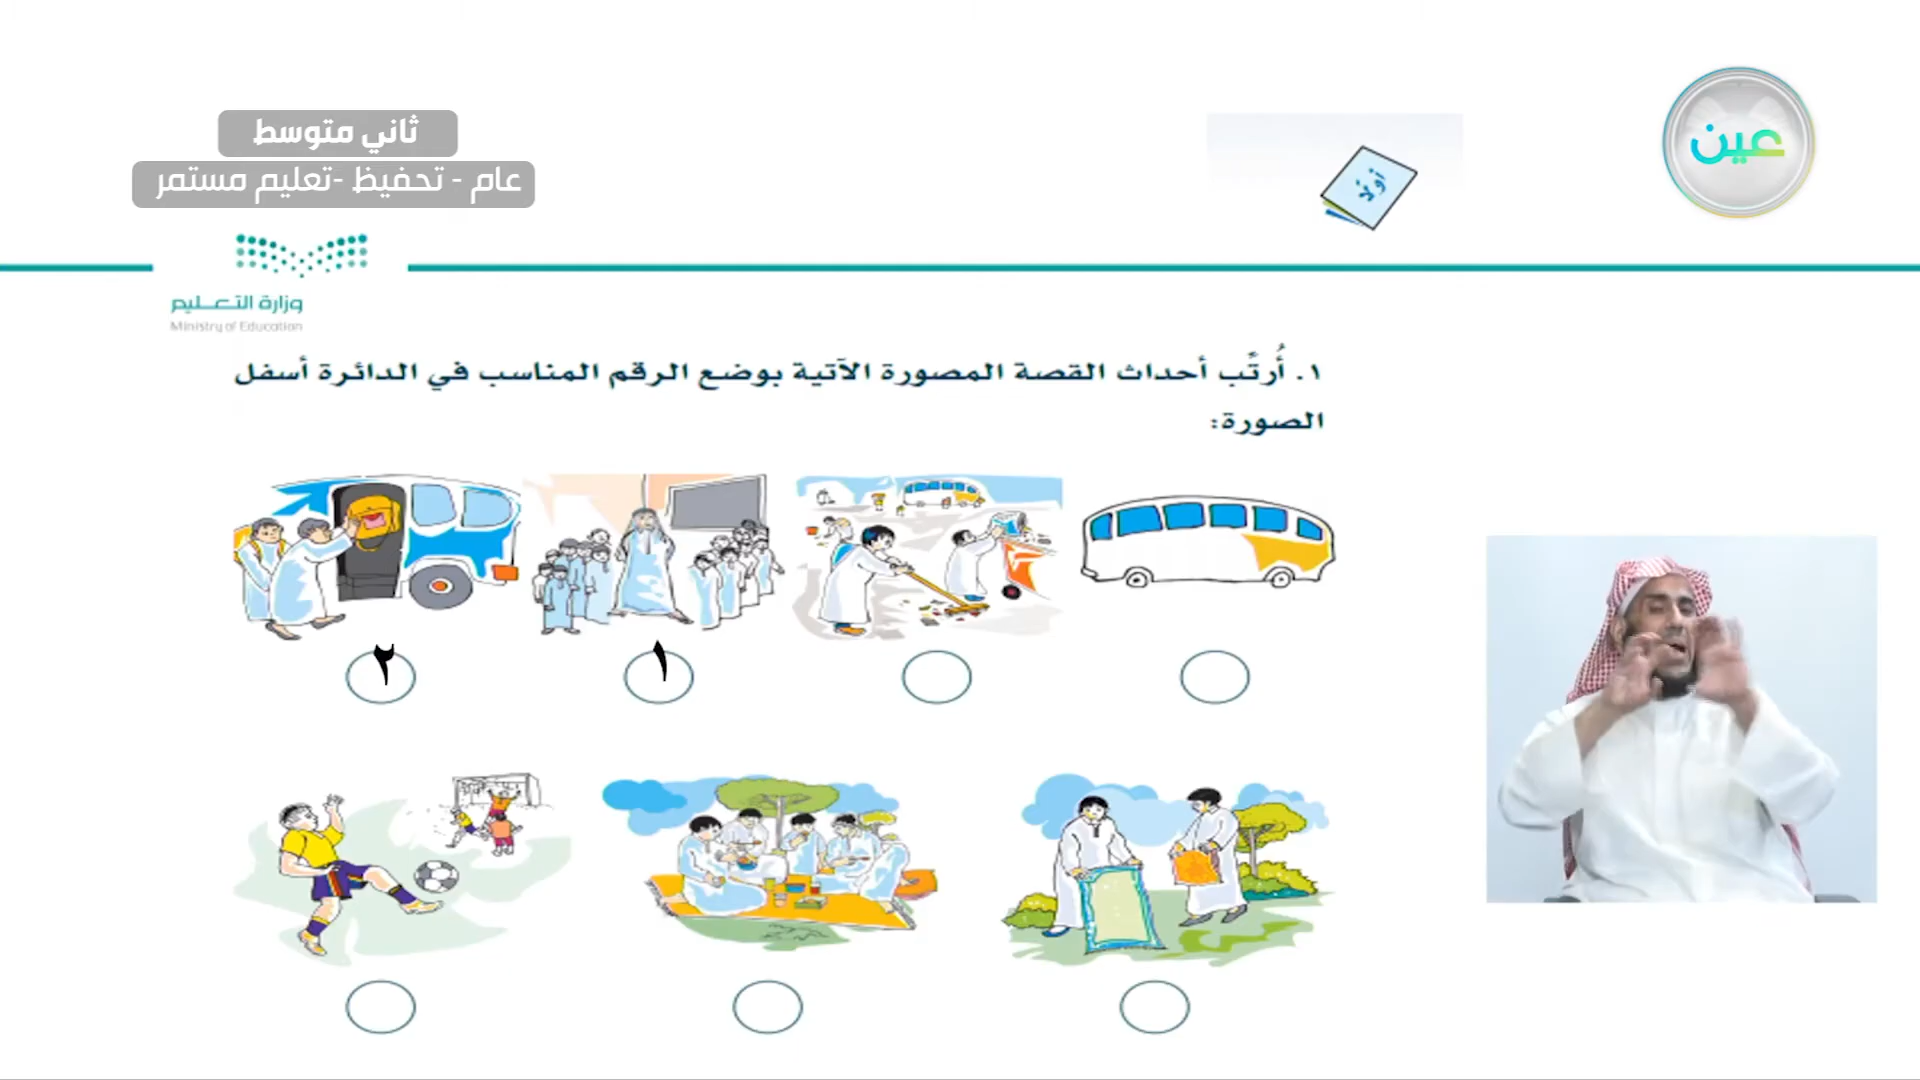 ثاني متوسط
عام - تحفيظ -تعليم مستمر
أولًا
عين
وزارة التعليم
Ministry of Education
١. أُرتِّب أحداث القصة المصورة الآتية بوضع الرقم المناسب في الدائرة أسفل
الصورة:
١
٢